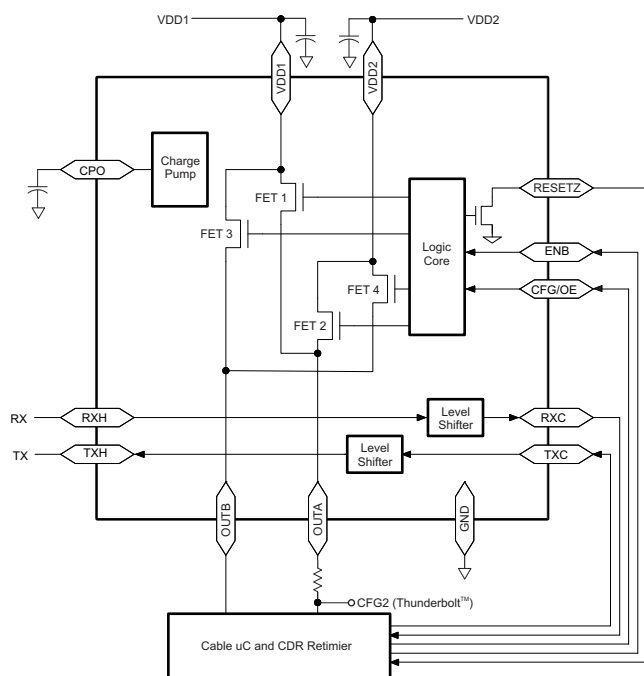 VDD1
VDD2
VDD1
VDD2
CPO
Charge
Pump
FET 1
RESETZ
FET 3
Logic
Core
ENB
FET 4
CFG/OE
FET 2
RX
RXH
Level
Shifter
RXC
TX
TXH
Level
Shifter
TXC
OUTB
OUTA
GND
CFG2 (Thunderbolt™)
Cable uC and CDR Retimier